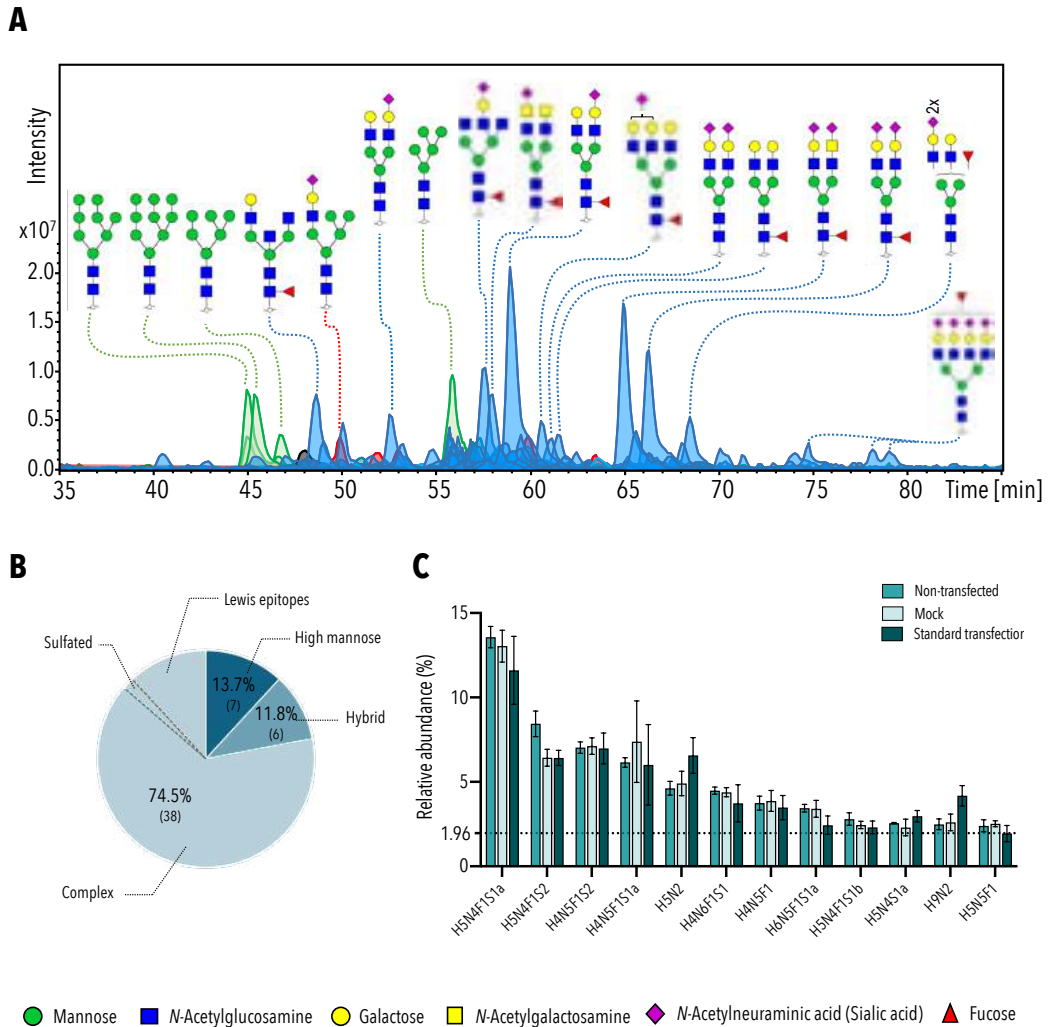 A
Intensity
x10⁷
2.0
1.5
1.0
0.5
0.0
35 40 45 50 55 60 65 70 75 80 Time [min]
2x
B
Lewis epitopes
Sulfated
High mannose
13.7%
(7)
11.8%
(6)
Hybrid
74.5%
(38)
Complex
C
Non-transfected
Mock
Standard transfectior
Relative abundance (%)
15
10
5
1.96
0
H5N4F1S1a H5N4F1S2 H4N5F1S2 H4N5F1S1a H5N2 H4N6F1S1 H4N5F1 H6N5F1S1a H5N4F1S1b H5N4S1a H9N2 H5N5F1
Mannose N-Acetylglucosamine Galactose N-Acetylgalactosamine N-Acetylneuraminic acid (Sialic acid) Fucose